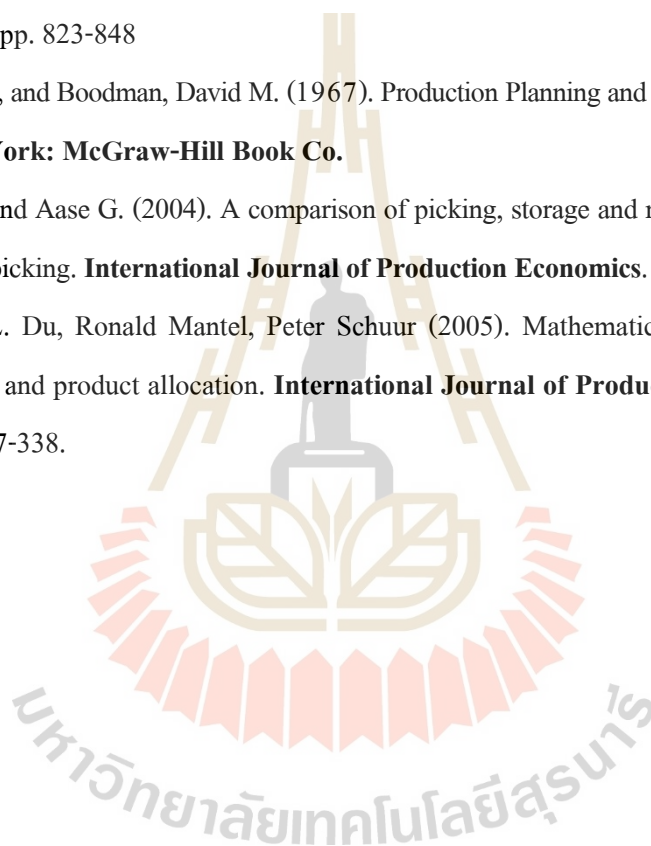 pp. 823-848
, and Boodman, David M. (1967). Production Planning and
York: McGraw-Hill Book Co.
nd Aase G. (2004). A comparison of picking, storage and r
picking. International Journal of Production Economics.
. Du, Ronald Mantel, Peter Schuur (2005). Mathematic
and product allocation. International Journal of Produc
7-338.
มหาวิทยาลัยเทคโนโลยีสุรนารี